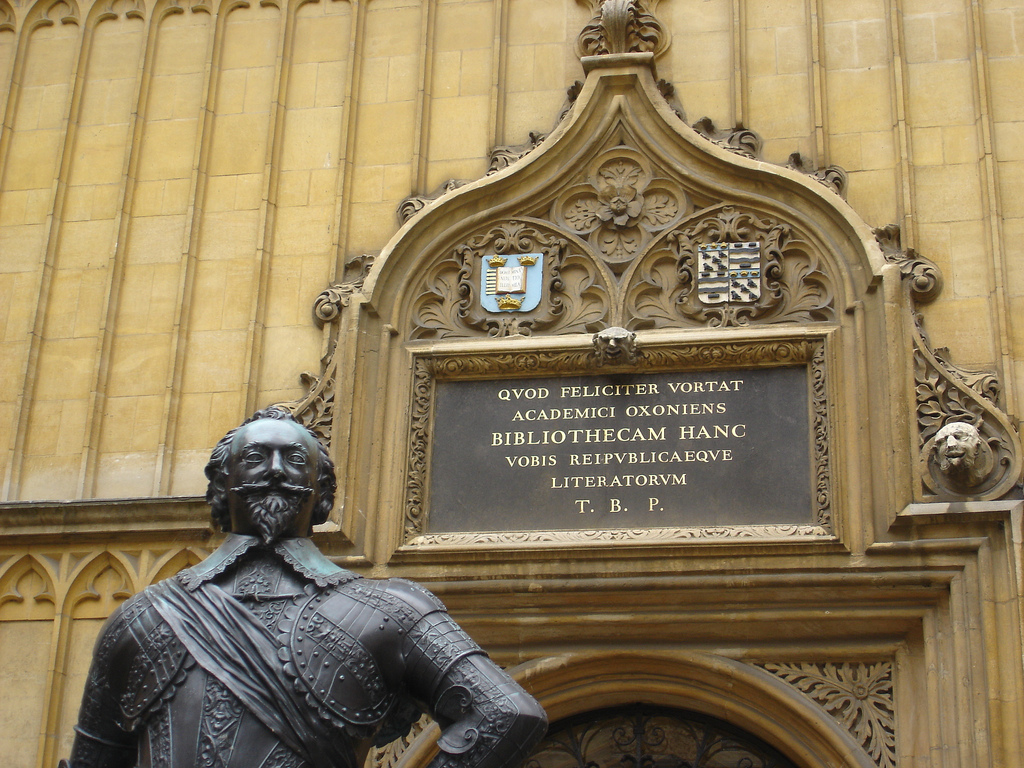 QVOD FELICITER VORTAT
ACADEMICI OXONIENS
BIBLIOTHECAM HANC
VOBIS REIPVBLICAEQVE
LITERATORVM
T. B. P.